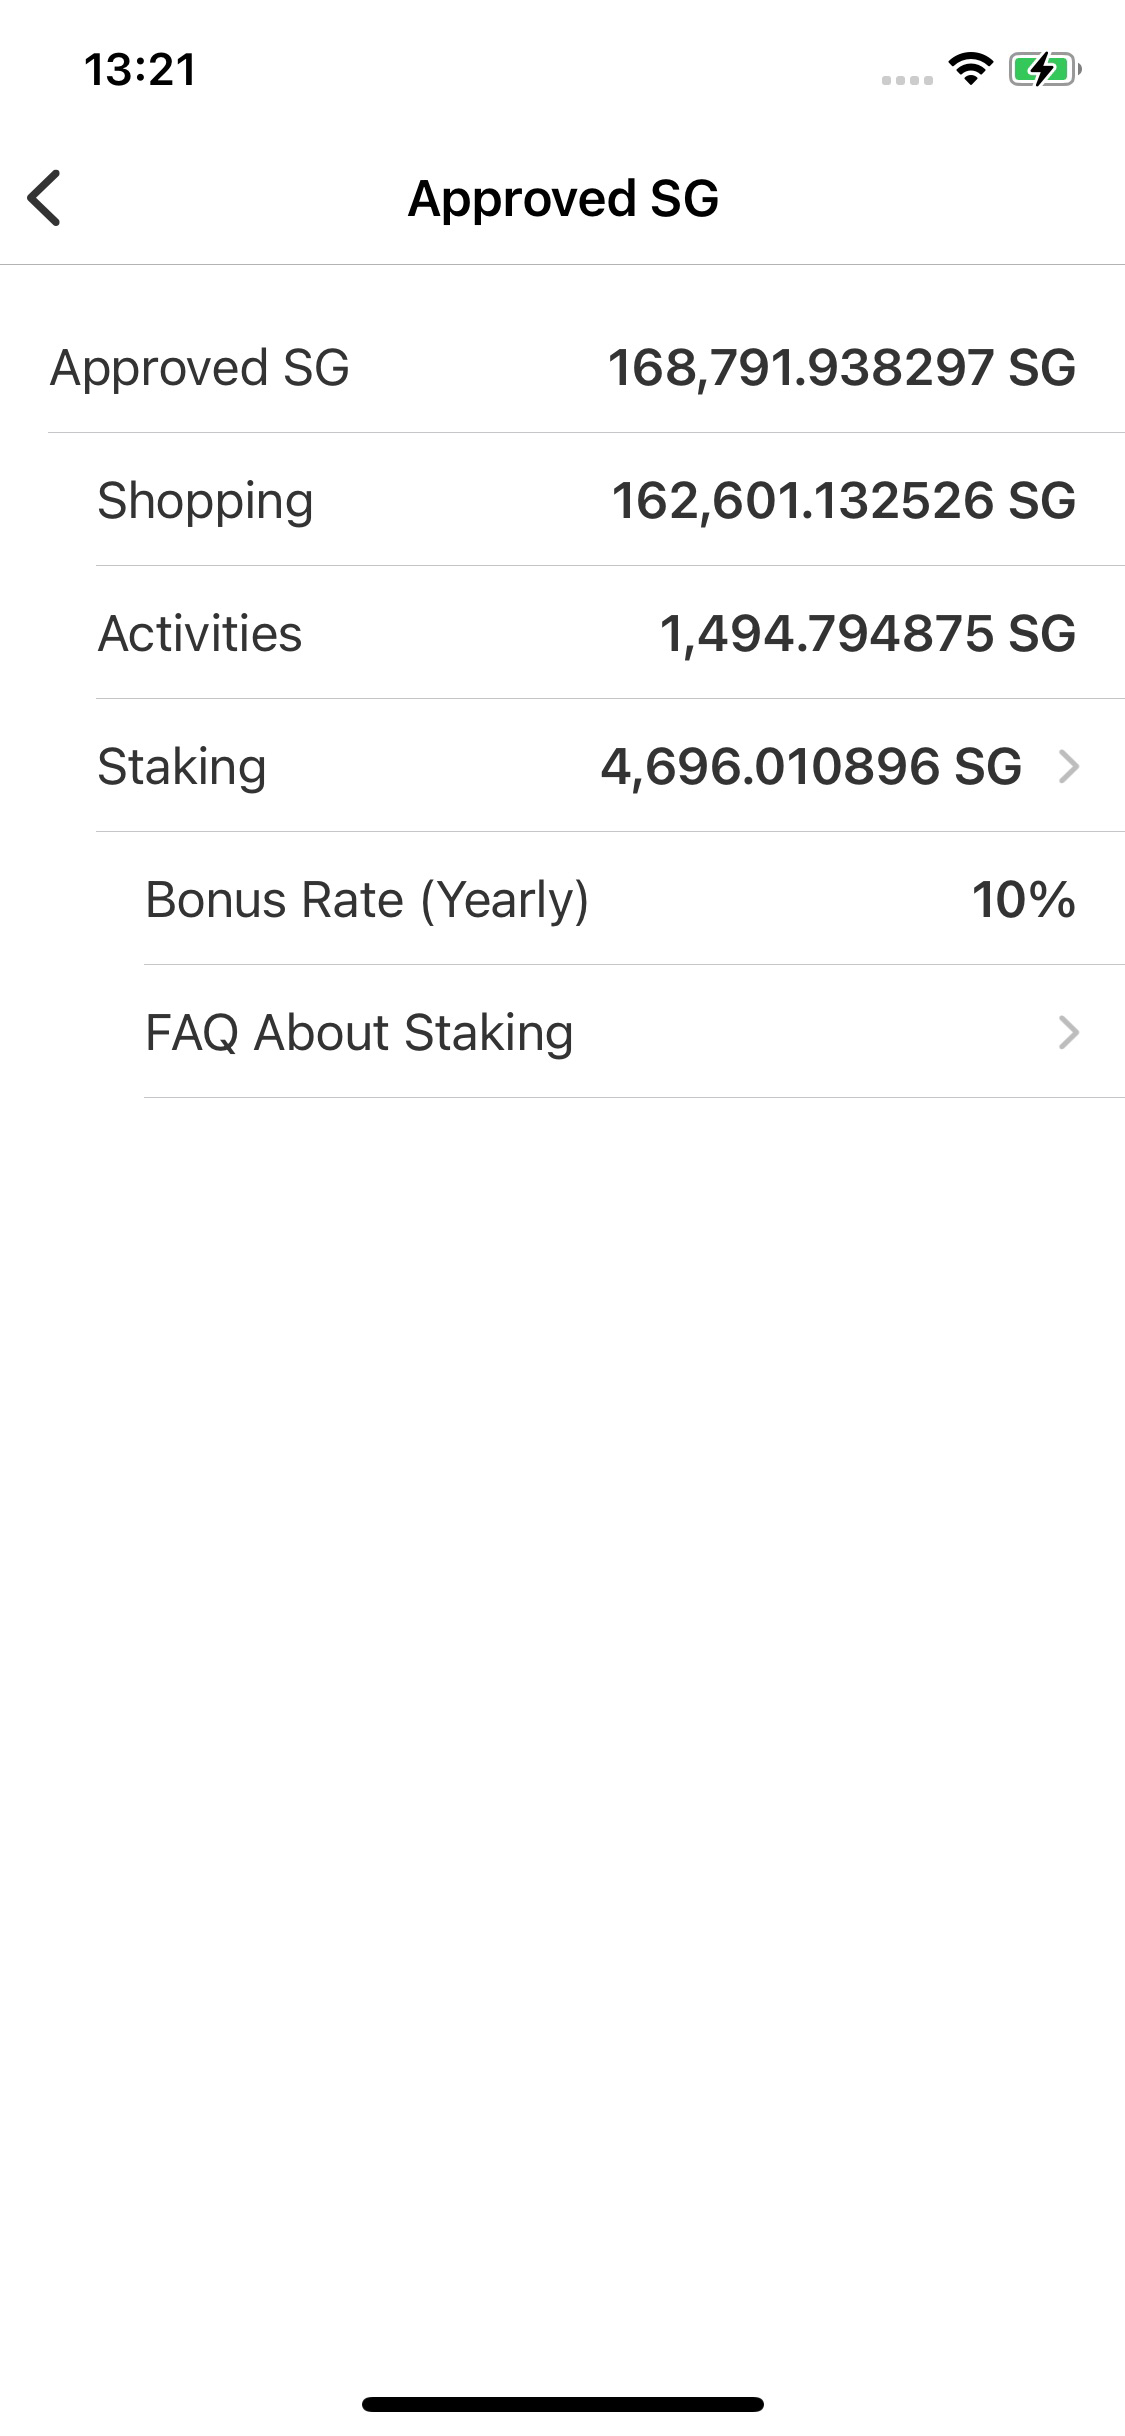 13:21
Approved SG
Approved SG 168,791.938297 SG
Shopping 162,601.132526 SG
Activities 1,494.794875 SG
Staking 4,696.010896 SG
Bonus Rate (Yearly) 10%
FAQ About Staking